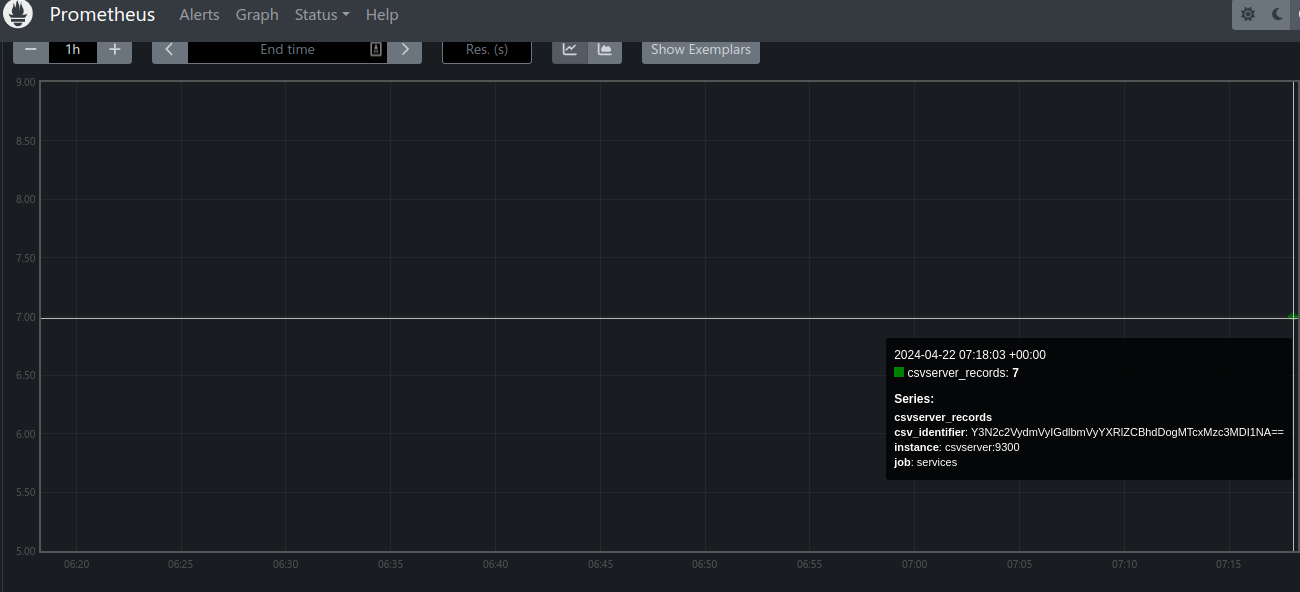 Prometheus Alerts Graph Status Help
1h End time Res. (s) Show Exemplars
9.00
8.50
8.00
7.50
7.00
6.50
6.00
5.50
5.00
2024-04-22 07:18:03 +00:00
csvserver_records: 7
Series:
csvserver_records
csv_identifier: Y3N2c2VydmVyIGdlbmVyYXRlZCBhdDogMTcxMzc3MDI1NA==
instance: csvserver:9300
job: services
06:20 06:25 06:30 06:35 06:40 06:45 06:50 06:55 07:00 07:05 07:10 07:15